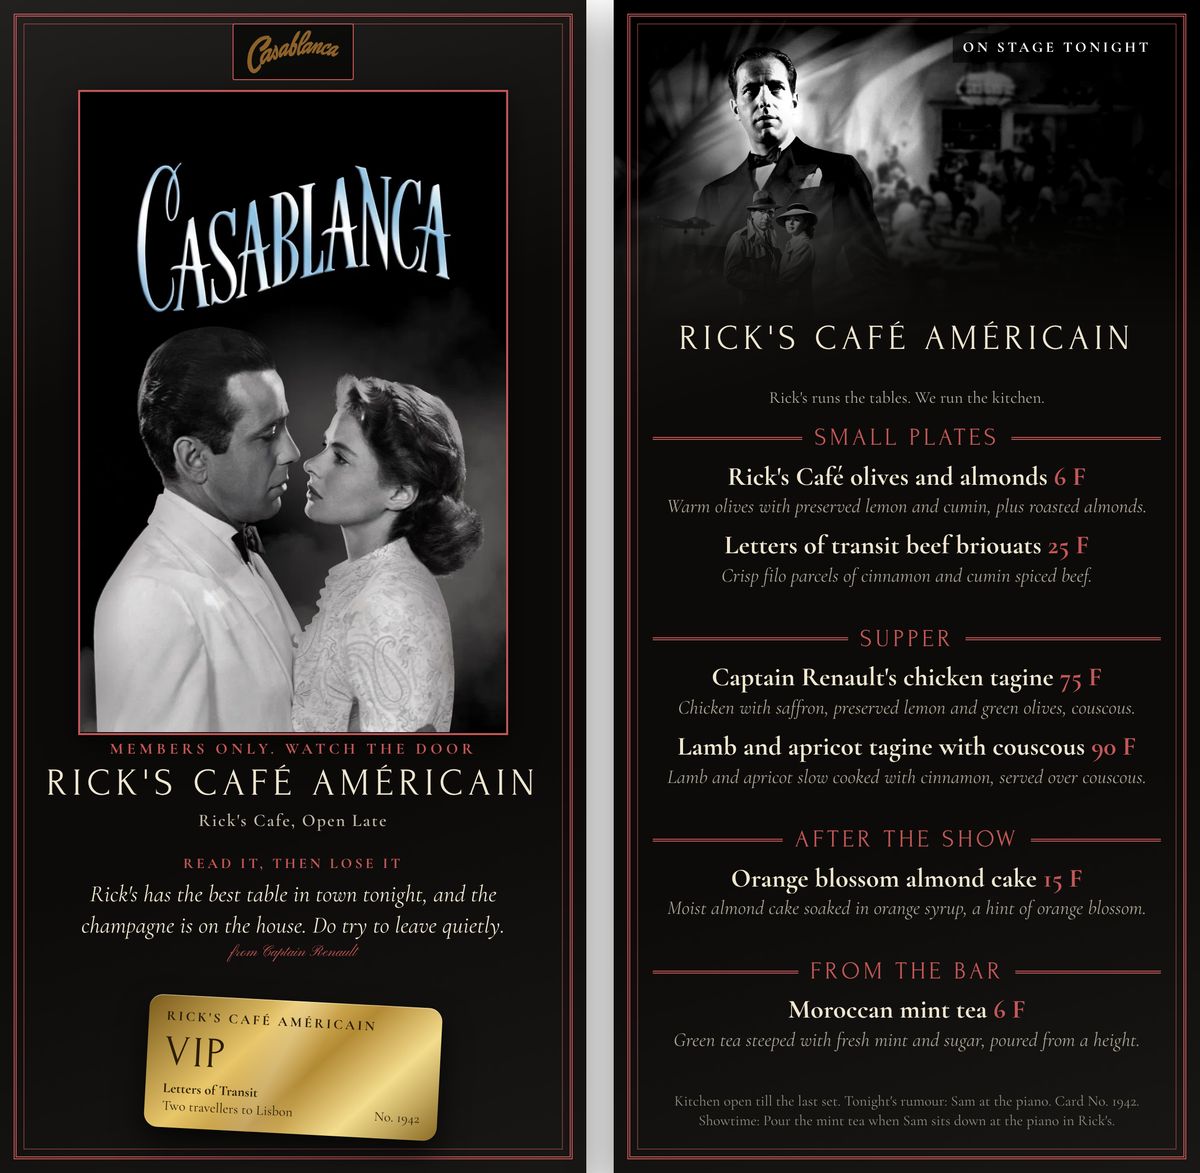 Casablanca
CASABLANCA
MEMBERS ONLY. WATCH THE DOOR
RICK'S CAFÉ AMÉRICAIN
Rick's Cafe, Open Late
READ IT, THEN LOSE IT
Rick's has the best table in town tonight, and the
champagne is on the house. Do try to leave quietly.
from Captain Renault
RICK'S CAFÉ AMÉRICAIN
VIP
Letters of Transit
Two travellers to Lisbon
No. 1942
ON STAGE TONIGHT
RICK'S CAFÉ AMÉRICAIN
Rick's runs the tables. We run the kitchen.
SMALL PLATES
Rick's Café olives and almonds 6 F
Warm olives with preserved lemon and cumin, plus roasted almonds.
Letters of transit beef briouats 25 F
Crisp filo parcels of cinnamon and cumin spiced beef.
SUPPER
Captain Renault's chicken tagine 75 F
Chicken with saffron, preserved lemon and green olives, couscous.
Lamb and apricot tagine with couscous 90 F
Lamb and apricot slow cooked with cinnamon, served over couscous.
AFTER THE SHOW
Orange blossom almond cake 15 F
Moist almond cake soaked in orange syrup, a hint of orange blossom.
FROM THE BAR
Moroccan mint tea 6 F
Green tea steeped with fresh mint and sugar, poured from a height.
Kitchen open till the last set. Tonight's rumour: Sam at the piano. Card No. 1942.
Showtime: Pour the mint tea when Sam sits down at the piano in Rick's.